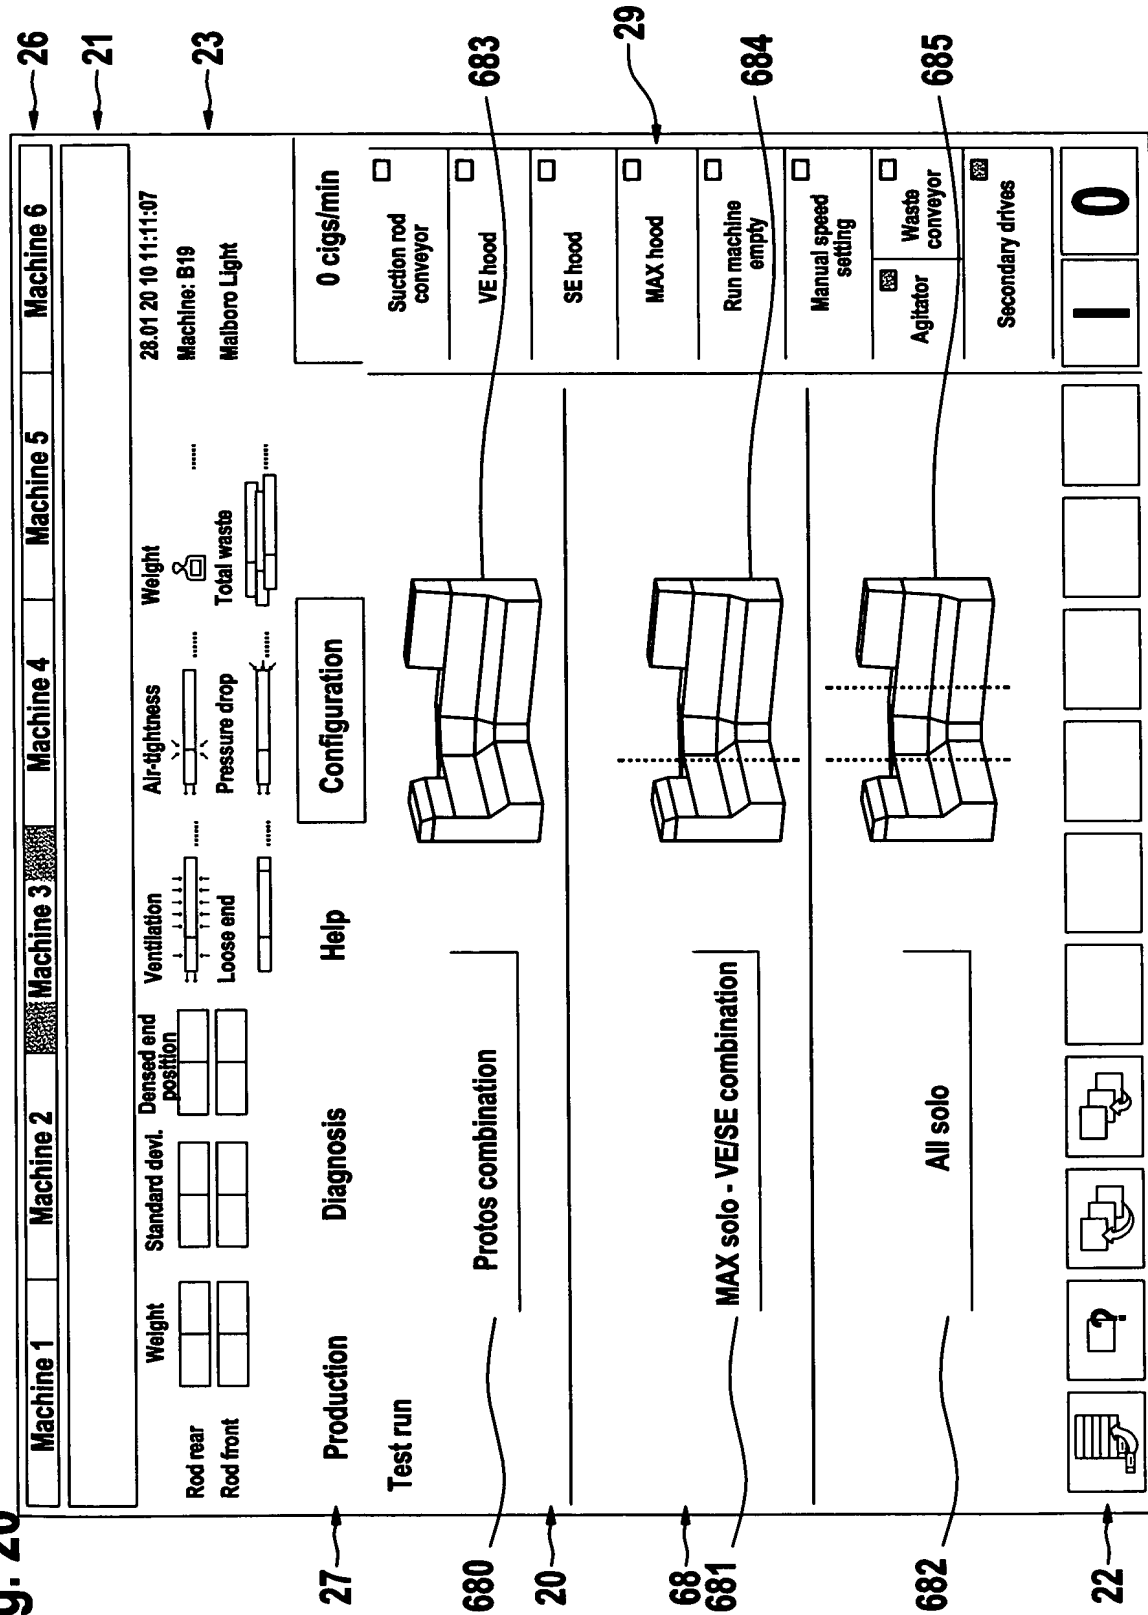 Machine 1
Machine 2
Machine 3
Machine 4
Machine 5
Machine 6
26
21
Weight
Standard devi.
Densed end
position
Ventilation
Air-tightness
Weight
28.01 20 10 11:11:07
Rod rear
Machine: B19
23
Rod front
Loose end
Pressure drop
Total waste
Malboro Light
27
Production
Diagnosis
Help
Configuration
0 cigs/min
Test run
Suction rod
conveyor
680
Protos combination
683
VE hood
20
SE hood
29
68
MAX hood
681
MAX solo - VE/SE combination
684
Run machine
empty
Manual speed
setting
682
All solo
685
Agitator
Waste
conveyor
Secondary drives
22
?
I
0